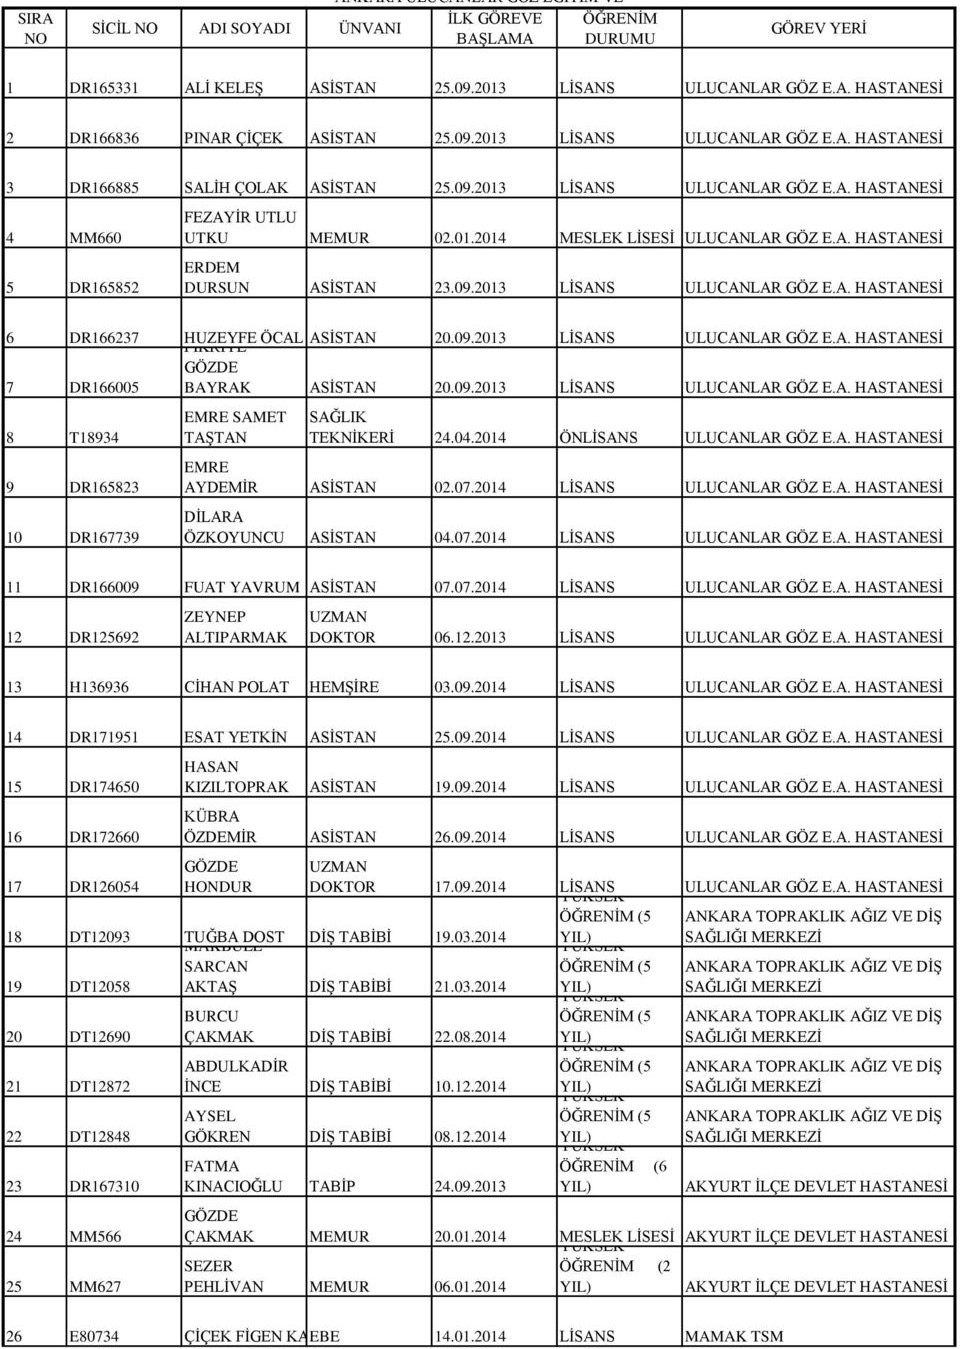 ANKARA ULUCANLAR GÖZ EĞİTİM VE
SIRA NO SİCİL NO ADI SOYADI ÜNVANI İLK GÖREVE BAŞLAMA ÖĞRENİM DURUMU GÖREV YERİ
1 DR165331 ALİ KELEŞ ASİSTAN 25.09.2013 LİSANS ULUCANLAR GÖZ E.A. HASTANESİ
2 DR166836 PINAR ÇİÇEK ASİSTAN 25.09.2013 LİSANS ULUCANLAR GÖZ E.A. HASTANESİ
3 DR166885 SALİH ÇOLAK ASİSTAN 25.09.2013 LİSANS ULUCANLAR GÖZ E.A. HASTANESİ
FEZAYİR UTLU
4 MM660 UTKU MEMUR 02.01.2014 MESLEK LİSESİ ULUCANLAR GÖZ E.A. HASTANESİ
ERDEM
5 DR165852 DURSUN ASİSTAN 23.09.2013 LİSANS ULUCANLAR GÖZ E.A. HASTANESİ
6 DR166237 HUZEYFE ÖCAL ASİSTAN 20.09.2013 LİSANS ULUCANLAR GÖZ E.A. HASTANESİ
FİKRİYE
GÖZDE
7 DR166005 BAYRAK ASİSTAN 20.09.2013 LİSANS ULUCANLAR GÖZ E.A. HASTANESİ
EMRE SAMET SAĞLIK
8 T18934 TAŞTAN TEKNİKERİ 24.04.2014 ÖNLİSANS ULUCANLAR GÖZ E.A. HASTANESİ
EMRE
9 DR165823 AYDEMİR ASİSTAN 02.07.2014 LİSANS ULUCANLAR GÖZ E.A. HASTANESİ
DİLARA
10 DR167739 ÖZKOYUNCU ASİSTAN 04.07.2014 LİSANS ULUCANLAR GÖZ E.A. HASTANESİ
11 DR166009 FUAT YAVRUM ASİSTAN 07.07.2014 LİSANS ULUCANLAR GÖZ E.A. HASTANESİ
ZEYNEP UZMAN
12 DR125692 ALTIPARMAK DOKTOR 06.12.2013 LİSANS ULUCANLAR GÖZ E.A. HASTANESİ
13 H136936 CİHAN POLAT HEMŞİRE 03.09.2014 LİSANS ULUCANLAR GÖZ E.A. HASTANESİ
14 DR171951 ESAT YETKİN ASİSTAN 25.09.2014 LİSANS ULUCANLAR GÖZ E.A. HASTANESİ
HASAN
15 DR174650 KIZILTOPRAK ASİSTAN 19.09.2014 LİSANS ULUCANLAR GÖZ E.A. HASTANESİ
KÜBRA
16 DR172660 ÖZDEMİR ASİSTAN 26.09.2014 LİSANS ULUCANLAR GÖZ E.A. HASTANESİ
GÖZDE UZMAN
17 DR126054 HONDUR DOKTOR 17.09.2014 LİSANS ULUCANLAR GÖZ E.A. HASTANESİ
YÜKSEK
ÖĞRENİM (5 ANKARA TOPRAKLIK AĞIZ VE DİŞ
18 DT12093 TUĞBA DOST DİŞ TABİBİ 19.03.2014 YIL) SAĞLIĞI MERKEZİ
MAKBULE YÜKSEK
SARCAN ÖĞRENİM (5 ANKARA TOPRAKLIK AĞIZ VE DİŞ
19 DT12058 AKTAŞ DİŞ TABİBİ 21.03.2014 YIL) SAĞLIĞI MERKEZİ
YÜKSEK
BURCU ÖĞRENİM (5 ANKARA TOPRAKLIK AĞIZ VE DİŞ
20 DT12690 ÇAKMAK DİŞ TABİBİ 22.08.2014 YIL) SAĞLIĞI MERKEZİ
YÜKSEK
ABDULKADİR ÖĞRENİM (5 ANKARA TOPRAKLIK AĞIZ VE DİŞ
21 DT12872 İNCE DİŞ TABİBİ 10.12.2014 YIL) SAĞLIĞI MERKEZİ
YÜKSEK
AYSEL ÖĞRENİM (5 ANKARA TOPRAKLIK AĞIZ VE DİŞ
22 DT12848 GÖKREN DİŞ TABİBİ 08.12.2014 YIL) SAĞLIĞI MERKEZİ
YÜKSEK
FATMA ÖĞRENİM (6
23 DR167310 KINACIOĞLU TABİP 24.09.2013 YIL) AKYURT İLÇE DEVLET HASTANESİ
GÖZDE
24 MM566 ÇAKMAK MEMUR 20.01.2014 MESLEK LİSESİ AKYURT İLÇE DEVLET HASTANESİ
YÜKSEK
SEZER ÖĞRENİM (2
25 MM627 PEHLİVAN MEMUR 06.01.2014 YIL) AKYURT İLÇE DEVLET HASTANESİ
26 E80734 ÇİÇEK FİGEN KA EBE 14.01.2014 LİSANS MAMAK TSM